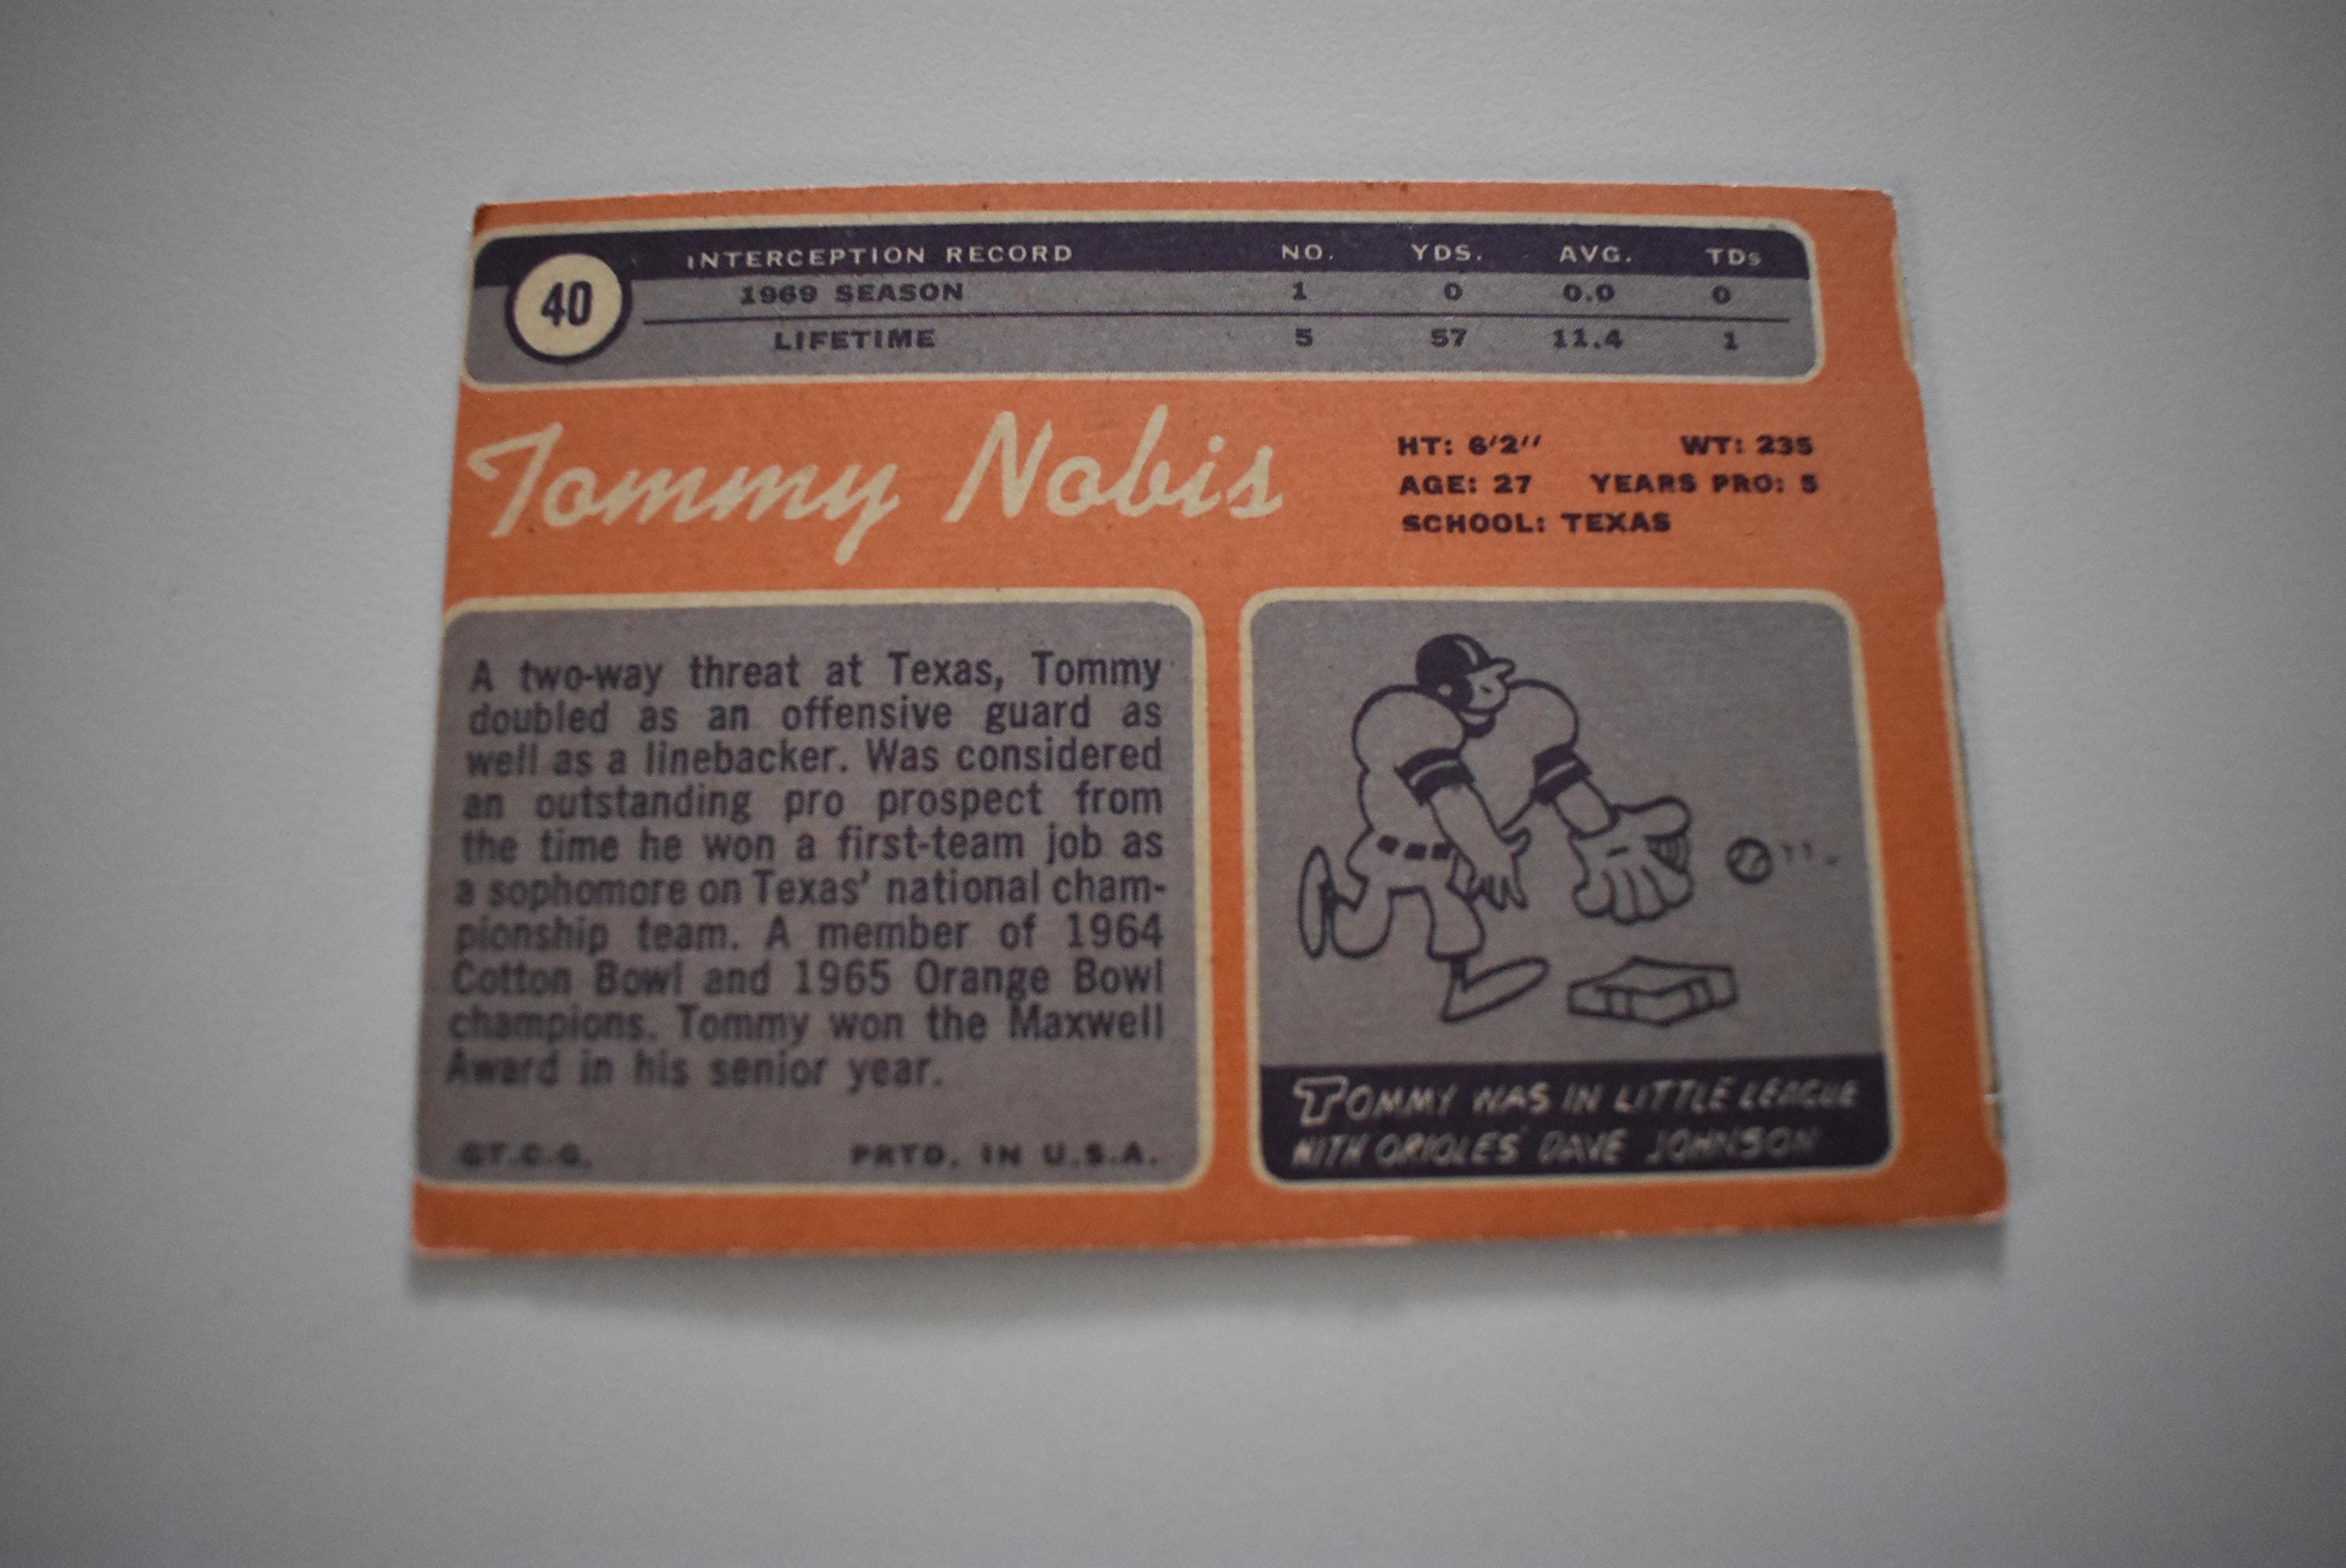 40
INTERCEPTION RECORD NO. YDS. AVG. TDs
1969 SEASON 1 0 0.0 0
LIFETIME 5 57 11.4 1
Tommy Nobis
HT: 6'2'' WT: 235
AGE: 27 YEARS PRO: 5
SCHOOL: TEXAS
A two-way threat at Texas, Tommy
doubled as an offensive guard as
well as a linebacker. Was considered
an outstanding pro prospect from
the time he won a first-team job as
a sophomore on Texas' national cham-
pionship team. A member of 1964
Cotton Bowl and 1965 Orange Bowl
champions. Tommy won the Maxwell
Award in his senior year.
©T.C.G. PRTD. IN U.S.A.
TOMMY WAS IN LITTLE LEAGUE
WITH ORIOLES' DAVE JOHNSON